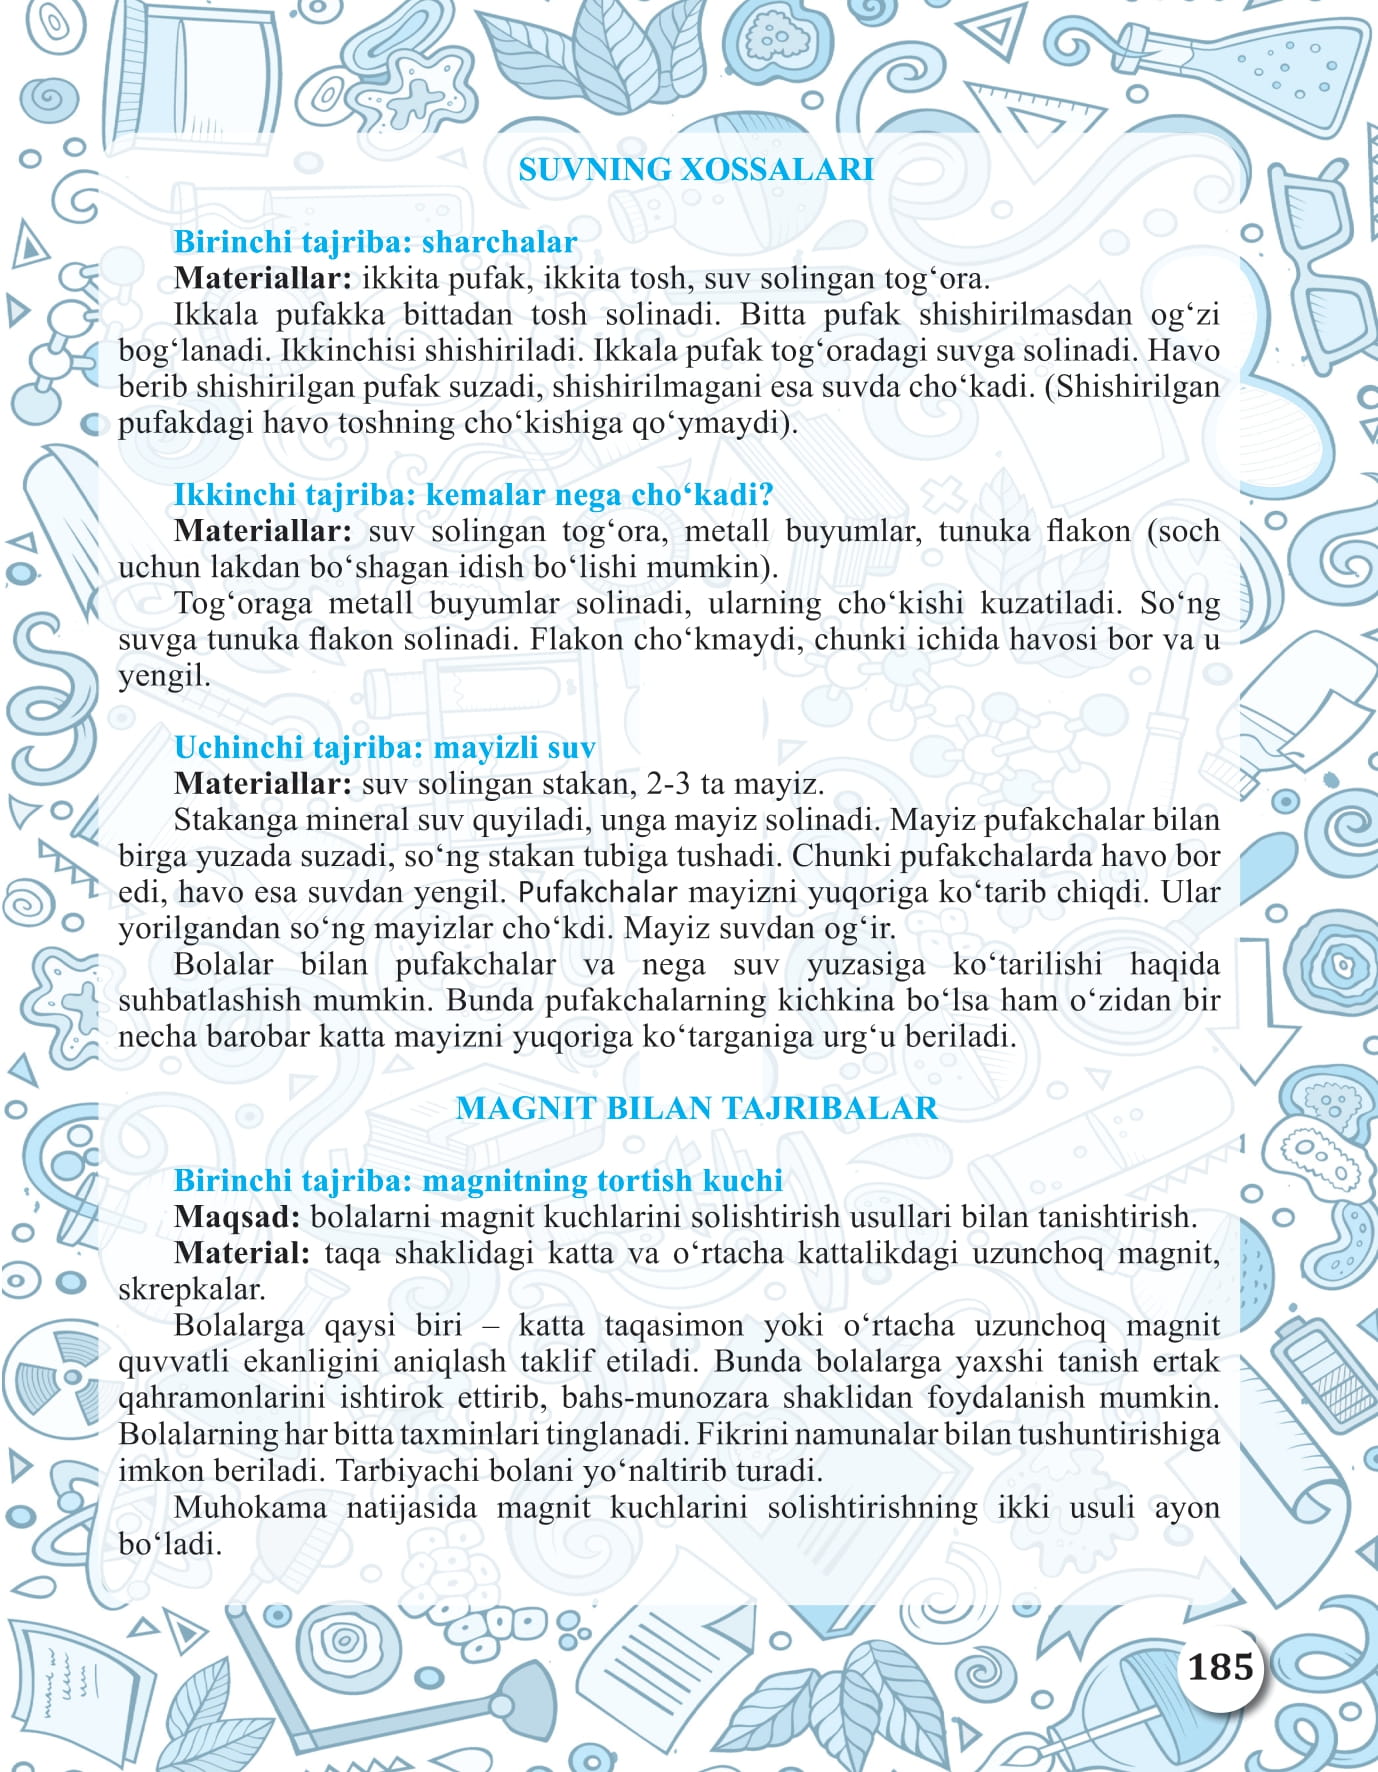 SUVNING XOSSALARI
Birinchi tajriba: sharchalar
Materiallar: ikkita pufak, ikkita tosh, suv solingan tog‘ora.
Ikkala pufakka bittadan tosh solinadi. Bitta pufak shishirilmasdan og‘zi
bog‘lanadi. Ikkinchisi shishiriladi. Ikkala pufak tog‘oradagi suvga solinadi. Havo
berib shishirilgan pufak suzadi, shishirilmagani esa suvda cho‘kadi. (Shishirilgan
pufakdagi havo toshning cho‘kishiga qo‘ymaydi).
Ikkinchi tajriba: kemalar nega cho‘kadi?
Materiallar: suv solingan tog‘ora, metall buyumlar, tunuka flakon (soch
uchun lakdan bo‘shagan idish bo‘lishi mumkin).
Tog‘oraga metall buyumlar solinadi, ularning cho‘kishi kuzatiladi. So‘ng
suvga tunuka flakon solinadi. Flakon cho‘kmaydi, chunki ichida havosi bor va u
yengil.
Uchinchi tajriba: mayizli suv
Materiallar: suv solingan stakan, 2-3 ta mayiz.
Stakanga mineral suv quyiladi, unga mayiz solinadi. Mayiz pufakchalar bilan
birga yuzada suzadi, so‘ng stakan tubiga tushadi. Chunki pufakchalarda havo bor
edi, havo esa suvdan yengil. Pufakchalar mayizni yuqoriga ko‘tarib chiqdi. Ular
yorilgandan so‘ng mayizlar cho‘kdi. Mayiz suvdan og‘ir.
Bolalar bilan pufakchalar va nega suv yuzasiga ko‘tarilishi haqida
suhbatlashish mumkin. Bunda pufakchalarning kichkina bo‘lsa ham o‘zidan bir
necha barobar katta mayizni yuqoriga ko‘targaniga urg‘u beriladi.
MAGNIT BILAN TAJRIBALAR
Birinchi tajriba: magnitning tortish kuchi
Maqsad: bolalarni magnit kuchlarini solishtirish usullari bilan tanishtirish.
Material: taqa shaklidagi katta va o‘rtacha kattalikdagi uzunchoq magnit,
skrepkalar.
Bolalarga qaysi biri – katta taqasimon yoki o‘rtacha uzunchoq magnit
quvvatli ekanligini aniqlash taklif etiladi. Bunda bolalarga yaxshi tanish ertak
qahramonlarini ishtirok ettirib, bahs-munozara shaklidan foydalanish mumkin.
Bolalarning har bitta taxminlari tinglanadi. Fikrini namunalar bilan tushuntirishiga
imkon beriladi. Tarbiyachi bolani yo‘naltirib turadi.
Muhokama natijasida magnit kuchlarini solishtirishning ikki usuli ayon
bo‘ladi.
185